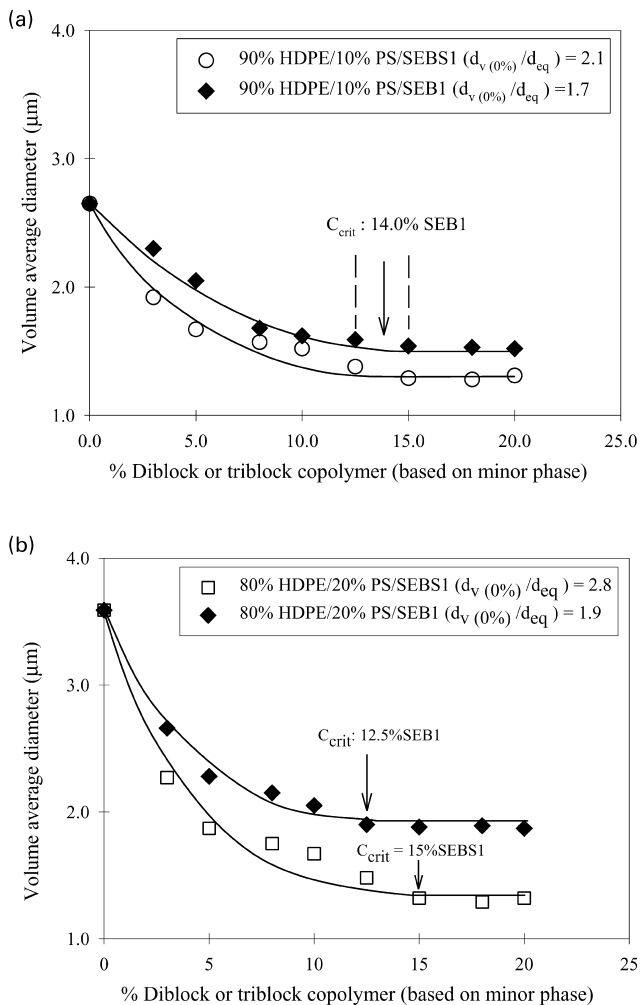 (a)
4.0
3.0
2.0
1.0
Volume average diameter (μm)
90% HDPE/10% PS/SEBS1 (dv (0%) /deq ) = 2.1
90% HDPE/10% PS/SEB1 (dv (0%) /deq ) =1.7
Ccrit : 14.0% SEB1
0.0 5.0 10.0 15.0 20.0 25.0
% Diblock or triblock copolymer (based on minor phase)
(b)
4.0
3.0
2.0
1.0
Volume average diameter (μm)
80% HDPE/20% PS/SEBS1 (dv (0%) /deq ) = 2.8
80% HDPE/20% PS/SEB1 (dv (0%) /deq ) = 1.9
Ccrit: 12.5%SEB1
Ccrit = 15%SEBS1
0 5 10 15 20 25
% Diblock or triblock copolymer (based on minor phase)